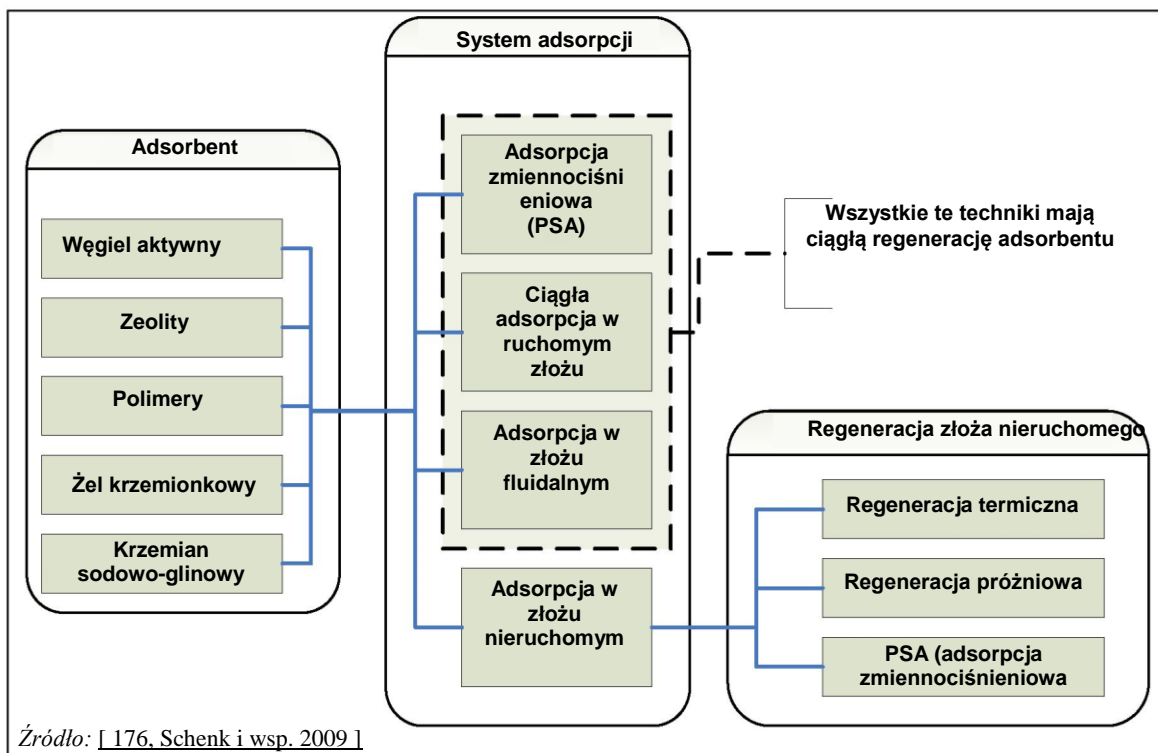 System adsorpcji
Adsorbent
Węgiel aktywny
Zeolity
Polimery
Żel krzemionkowy
Krzemian
sodowo-glinowy
Adsorpcja
zmiennociśni
eniowa
(PSA)
Ciągła
adsorpcja w
ruchomym
złożu
Adsorpcja w
złożu
fluidalnym
Adsorpcja w
złożu
nieruchomym
Wszystkie te techniki mają
ciągłą regenerację adsorbentu
Regeneracja złoża nieruchomego
Regeneracja termiczna
Regeneracja próżniowa
PSA (adsorpcja
zmiennociśnieniowa
Źródło: [ 176, Schenk i wsp. 2009 ]